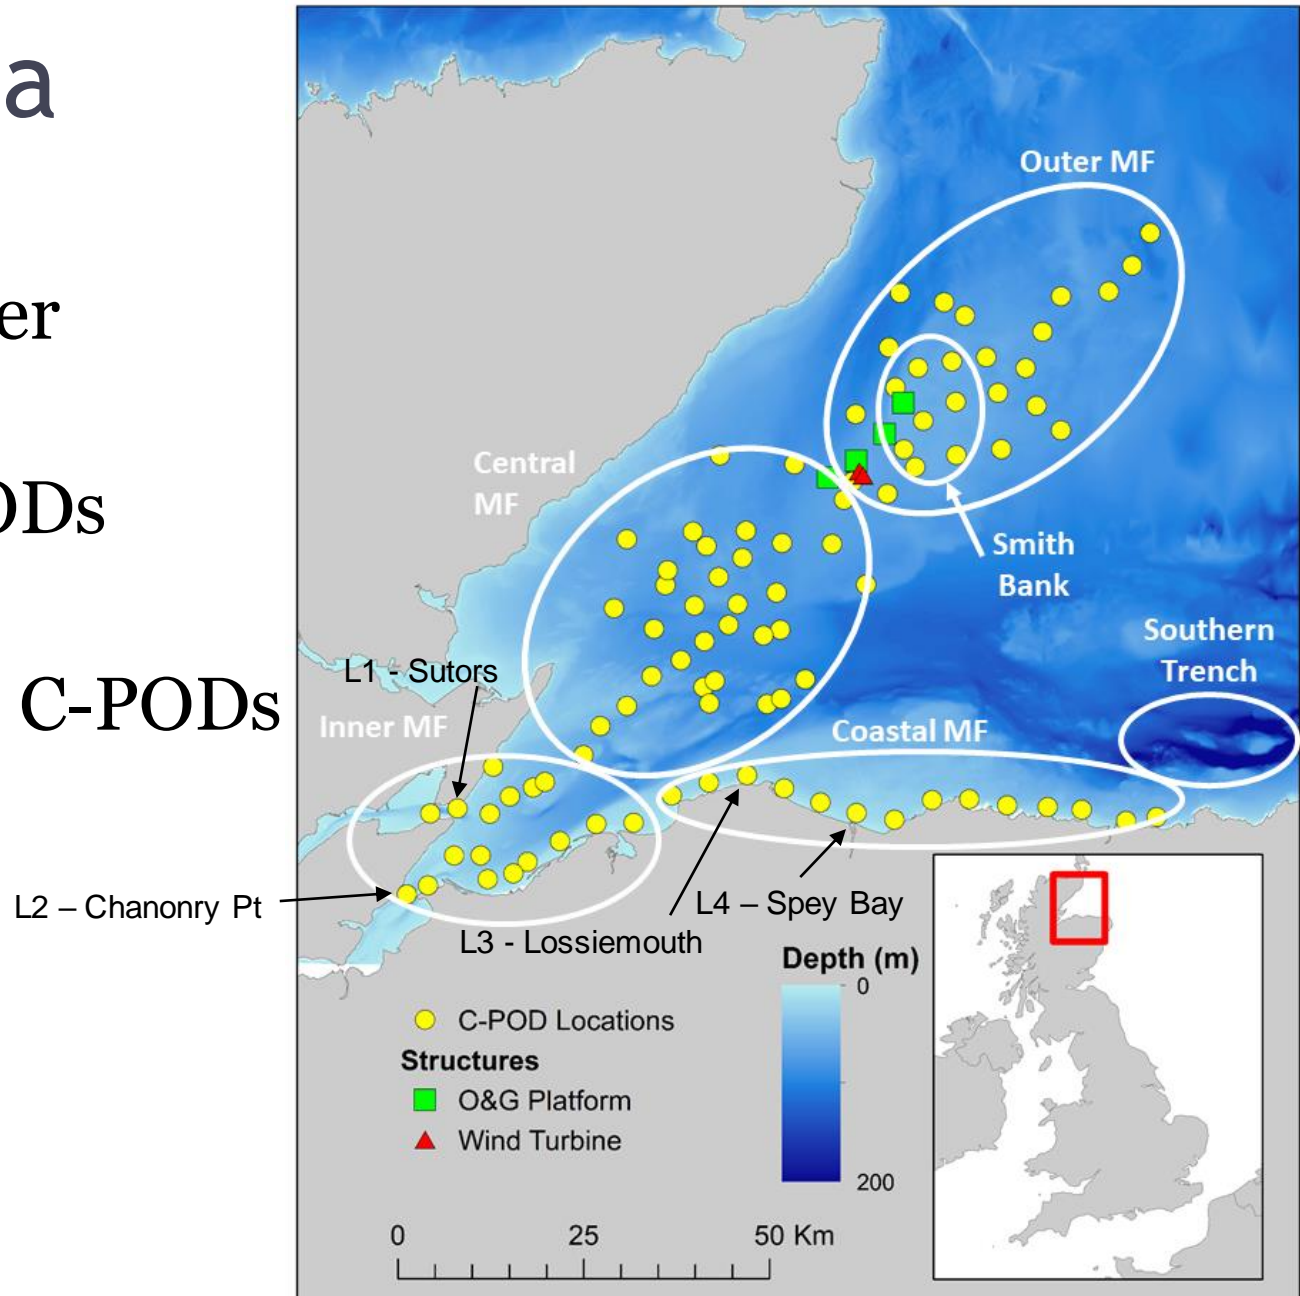 a
er
ODs
C-PODs
Outer MF
Central
MF
Smith
Bank
Southern
Trench
L1 - Sutors
Inner MF
Coastal MF
L2 – Chanonry Pt
L4 – Spey Bay
L3 - Lossiemouth
Depth (m)
0
200
C-POD Locations
Structures
O&G Platform
Wind Turbine
0 25 50 Km